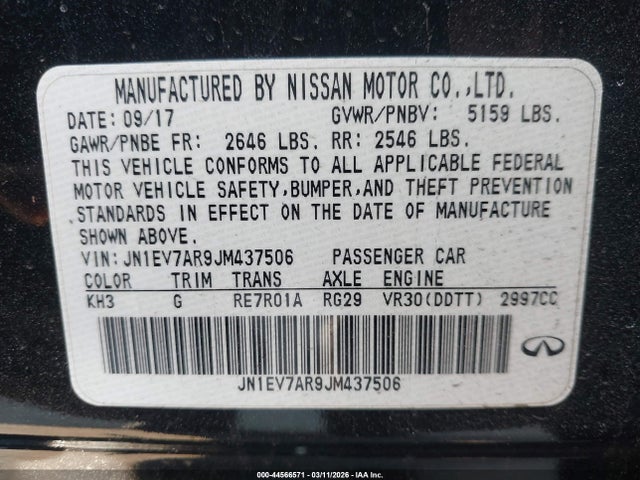 MANUFACTURED BY NISSAN MOTOR CO.,LTD.
DATE: 09/17 GVWR/PNBV: 5159 LBS.
GAWR/PNBE FR: 2646 LBS. RR: 2546 LBS.
THIS VEHICLE CONFORMS TO ALL APPLICABLE FEDERAL
MOTOR VEHICLE SAFETY,BUMPER,AND THEFT PREVENTION
STANDARDS IN EFFECT ON THE DATE OF MANUFACTURE
SHOWN ABOVE.
VIN:JN1EV7AR9JM437506 PASSENGER CAR
COLOR TRIM TRANS AXLE ENGINE
KH3 G RE7R01A RG29 VR30(DDTT) 2997CC
JN1EV7AR9JM437506
000-44566571 - 03/11/2026 - IAA Inc.